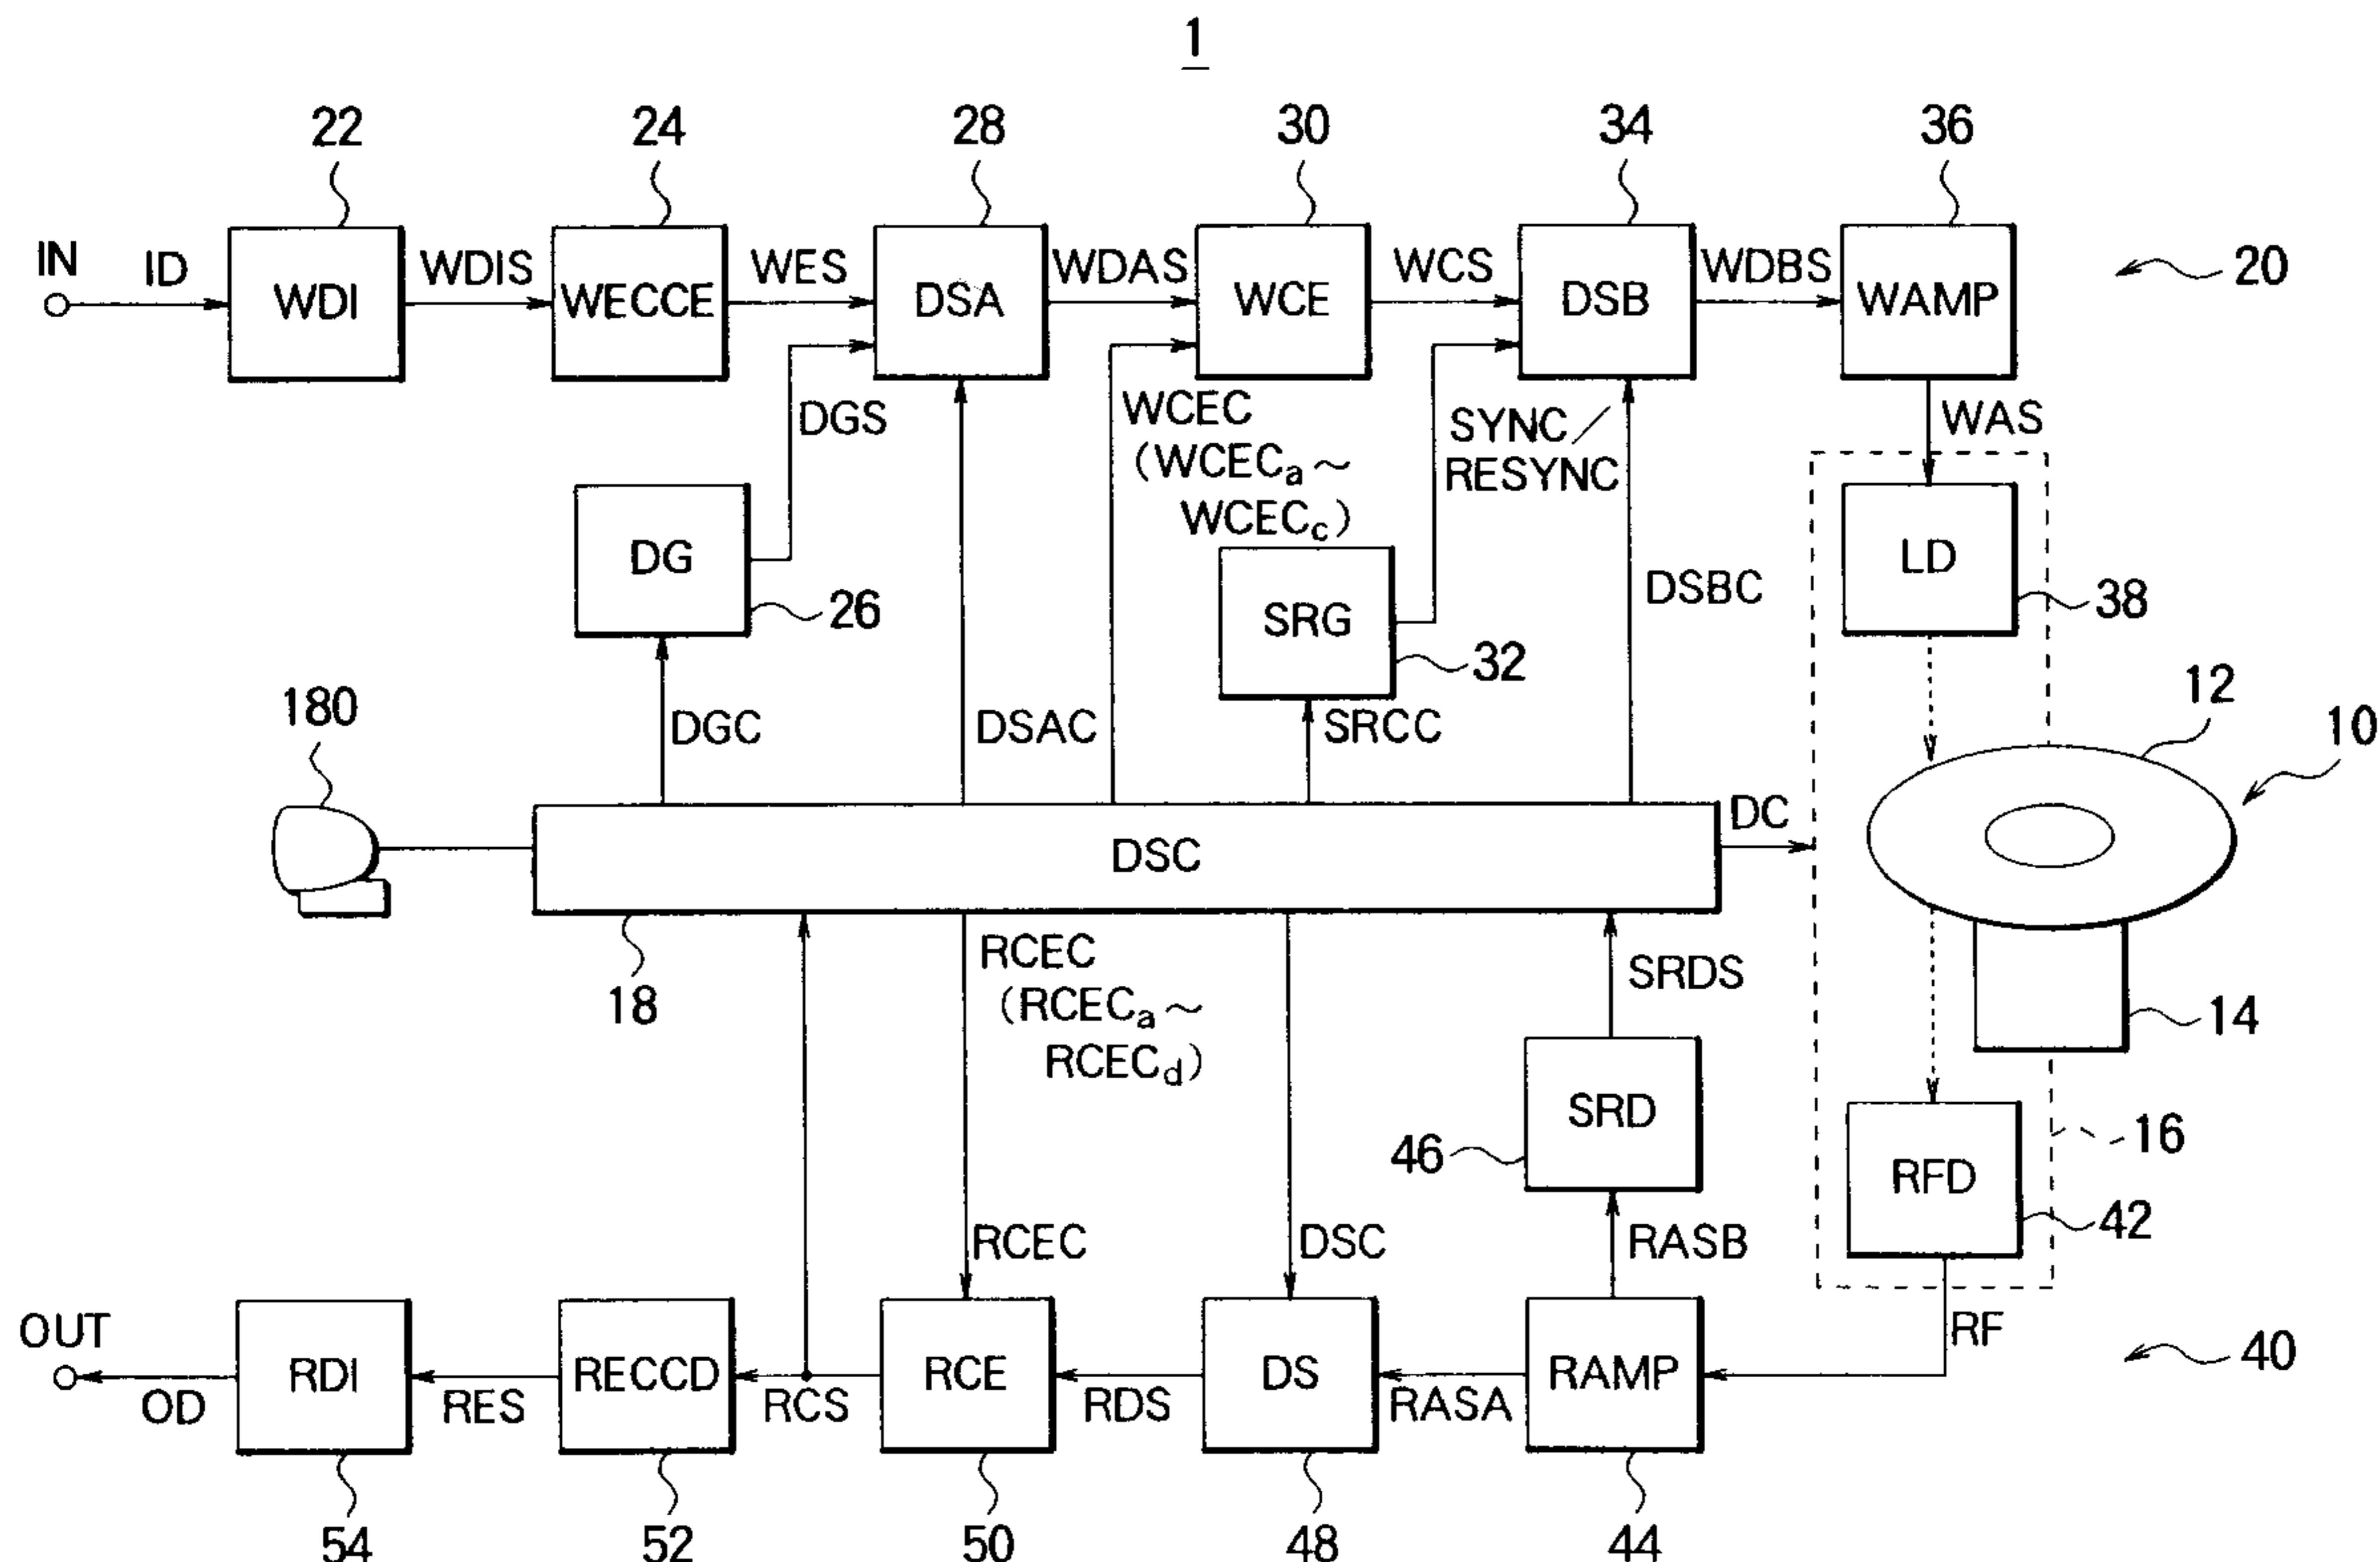 1
22 24 28 30 34 36
IN ID WDIS WES WDAS WCS WDBS 20
WDI WECCE DSA WCE DSB WAMP
DGS WCEC SYNC/ WAS
(WCECa~ RESYNC
WCECc)
DG LD
26 SRG DSBC 38
32
180 DGC DSAC SRCC 12 10
DC
DSC
18 RCEC SRDS
(RCECa~ 14
RCECd)
SRD
46 16
RFD
RCEC DSC RASB 42
OUT RF 40
RDI RECCD RCE DS RAMP
OD RES RCS RDS RASA
54 52 50 48 44